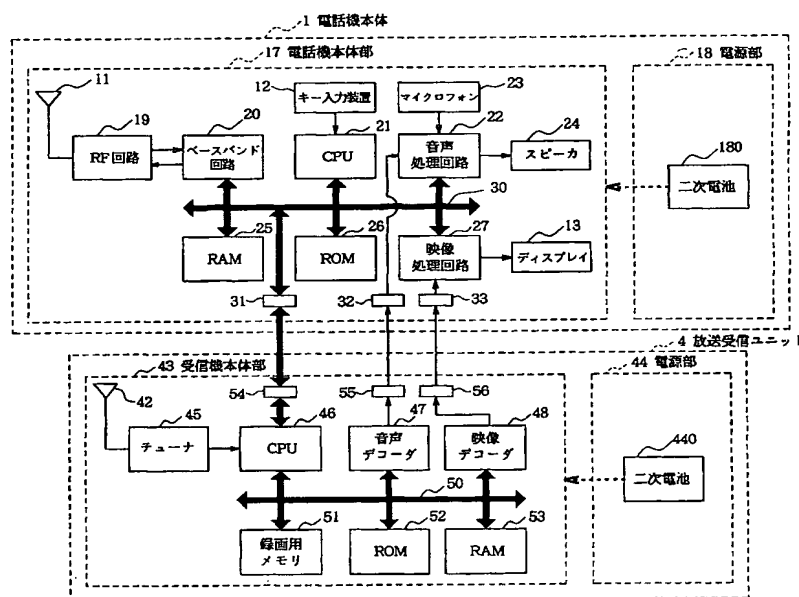 1 電話機本体
17 電話機本体部
18 電源部
11
12
キー入力装置
23
マイクロフォン
19
RF回路
20
ベースバンド
回路
21
CPU
22
音声
処理回路
24
スピーカ
180
二次電池
30
25
RAM
26
ROM
27
映像
処理回路
13
ディスプレイ
31
32
33
4 放送受信ユニット
43 受信機本体部
44 電源部
54
55
56
42
45
チューナ
46
CPU
47
音声
デコーダ
48
映像
デコーダ
440
二次電池
50
51
録画用
メモリ
52
ROM
53
RAM